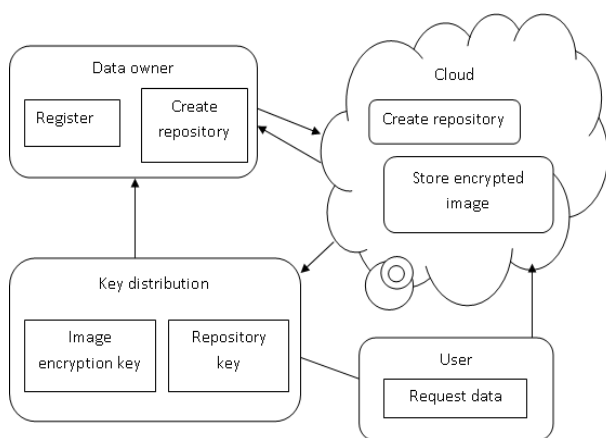 Data owner
Register
Create
repository
Cloud
Create repository
Store encrypted
image
Key distribution
Image
encryption key
Repository
key
User
Request data